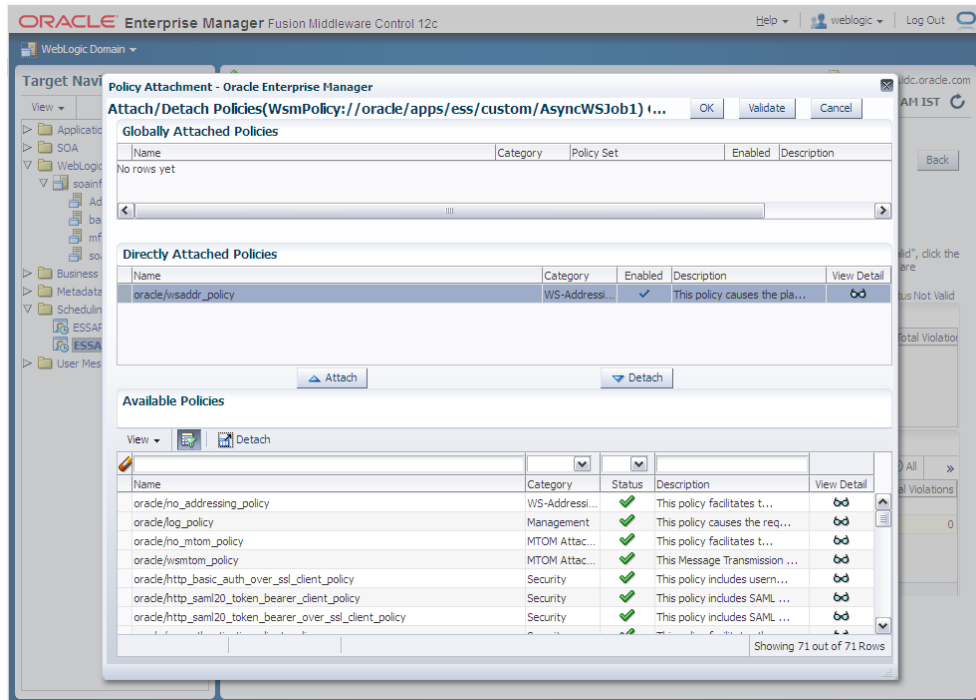 ORACLE Enterprise Manager Fusion Middleware Control 12c Help weblogic Log Out
WebLogic Domain
Target Navi
View
Applicatio
SOA
WebLogic
soainf
Ad
ba
mf
so
Business
Metadata
Schedulin
ESSAP
ESSA
User Mes
idc.oracle.com
AM IST
Back
lid", click the
are
tus Not Valid
Total Violation
All »
al Violations
0
Policy Attachment - Oracle Enterprise Manager
Attach/Detach Policies(WsmPolicy://oracle/apps/ess/custom/AsyncWSJob1) (... OK Validate Cancel
Globally Attached Policies
Name Category Policy Set Enabled Description
No rows yet
Directly Attached Policies
Name Category Enabled Description View Detail
oracle/wsaddr_policy WS-Addressi... This policy causes the pla...
Attach Detach
Available Policies
View Detach
Name Category Status Description View Detail
oracle/no_addressing_policy WS-Addressi... This policy facilitates t...
oracle/log_policy Management This policy causes the req...
oracle/no_mtom_policy MTOM Attac... This policy facilitates t...
oracle/wsmtom_policy MTOM Attac... This Message Transmission ...
oracle/http_basic_auth_over_ssl_client_policy Security This policy includes usern...
oracle/http_saml20_token_bearer_client_policy Security This policy includes SAML ...
oracle/http_saml20_token_bearer_over_ssl_client_policy Security This policy includes SAML ...
Showing 71 out of 71 Rows